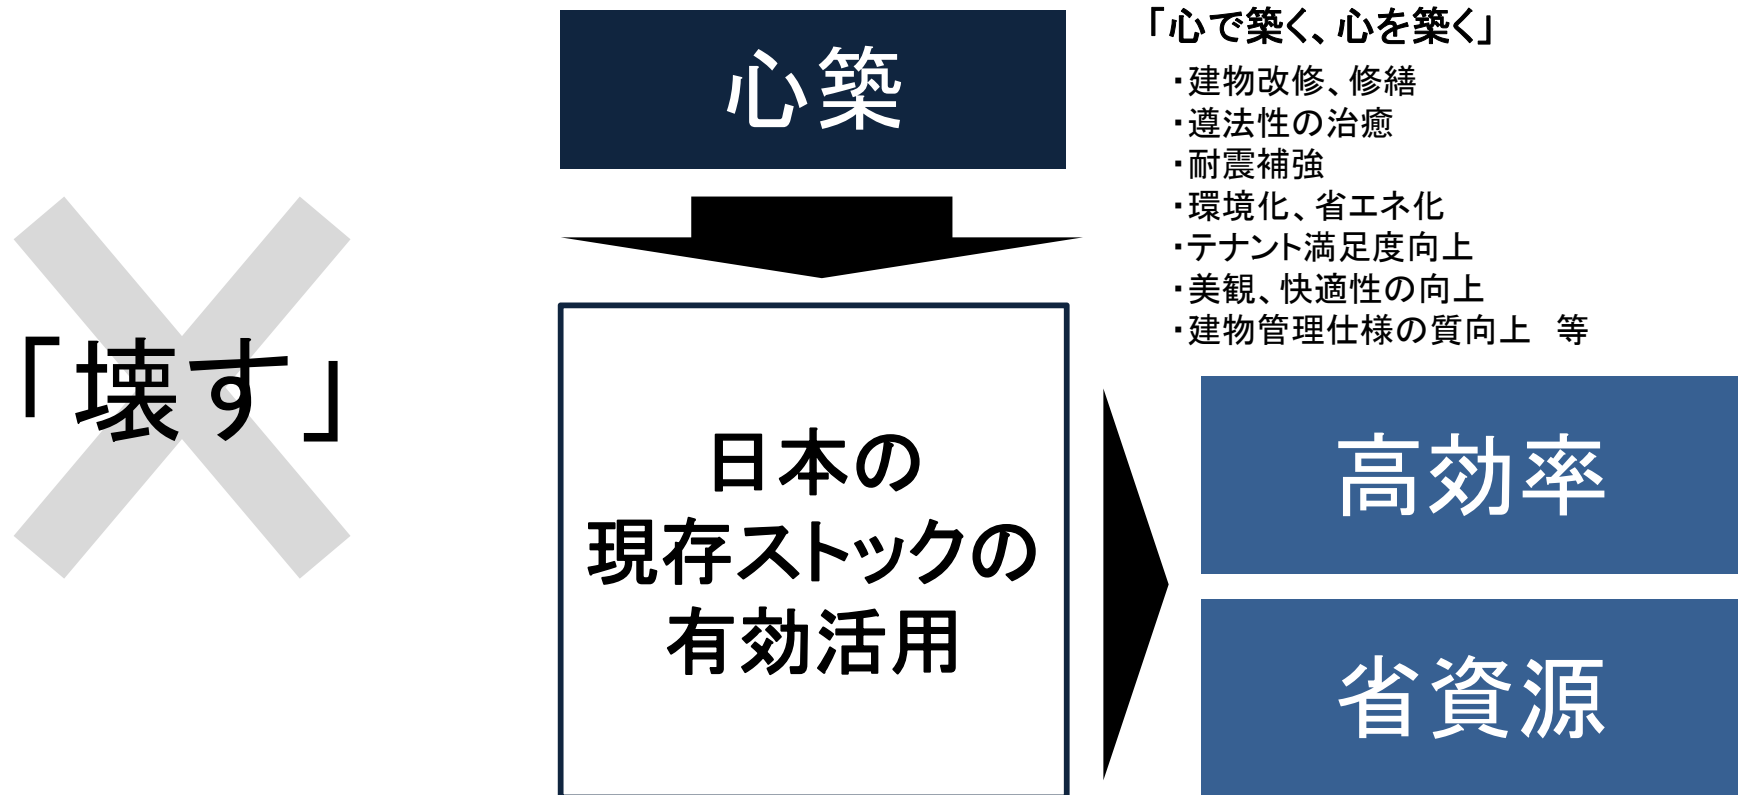 「壊す」
心築
「心で築く、心を築く」
・建物改修、修繕
・遵法性の治癒
・耐震補強
・環境化、省エネ化
・テナント満足度向上
・美観、快適性の向上
・建物管理仕様の質向上　等
日本の
現存ストックの
有効活用
高効率
省資源